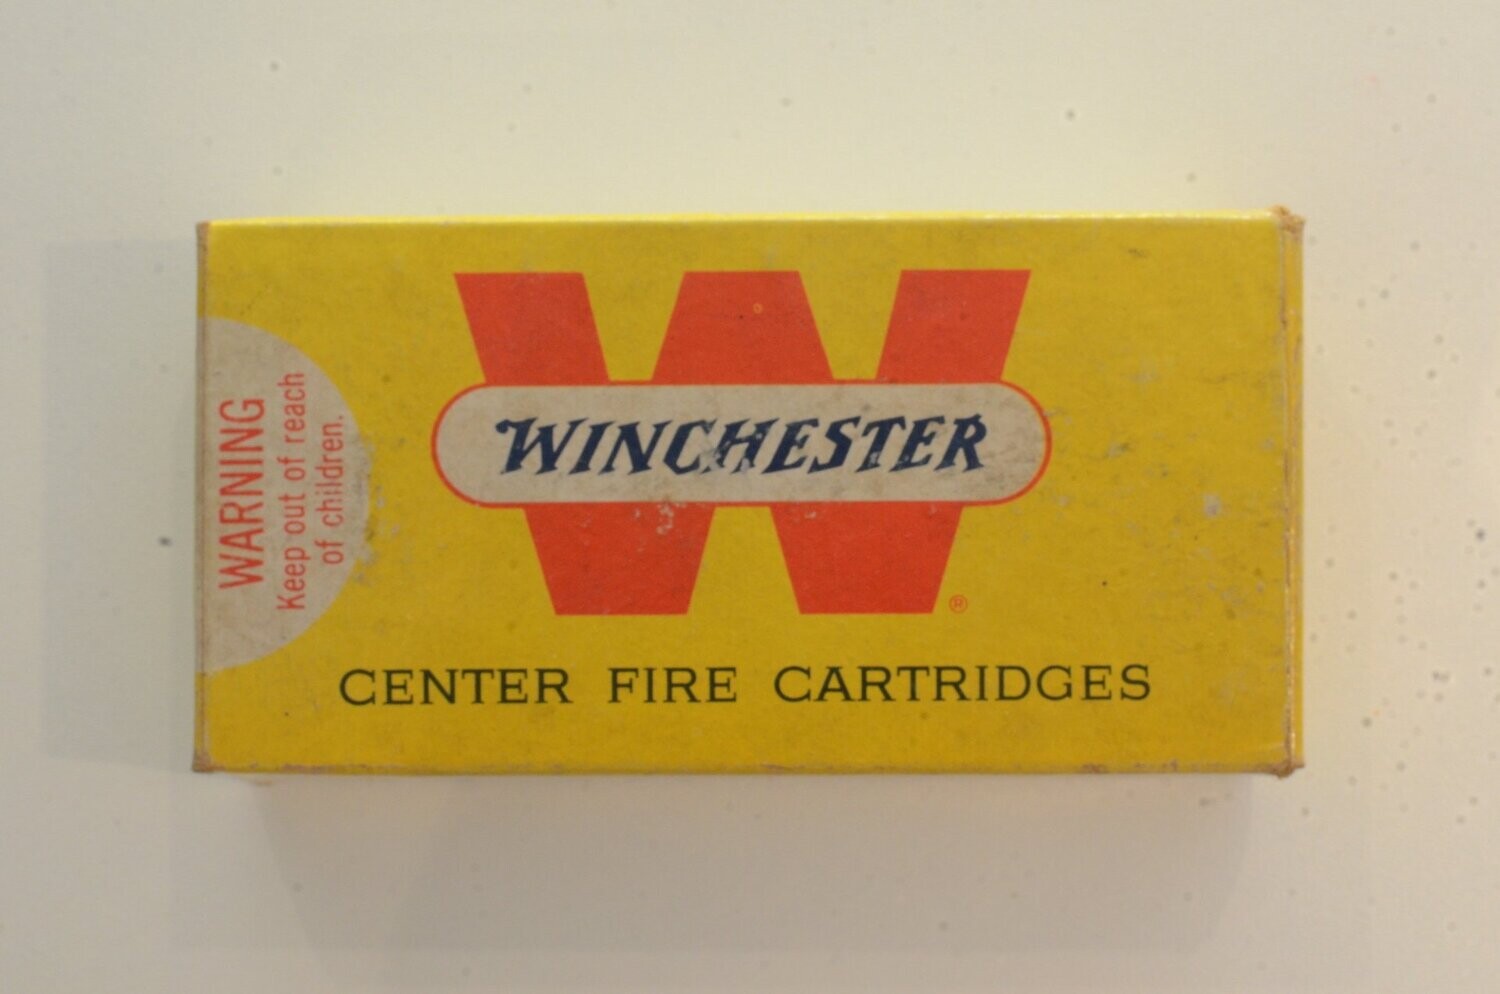 WINCHESTER
®
CENTER FIRE CARTRIDGES
WARNING
Keep out of reach
of children.